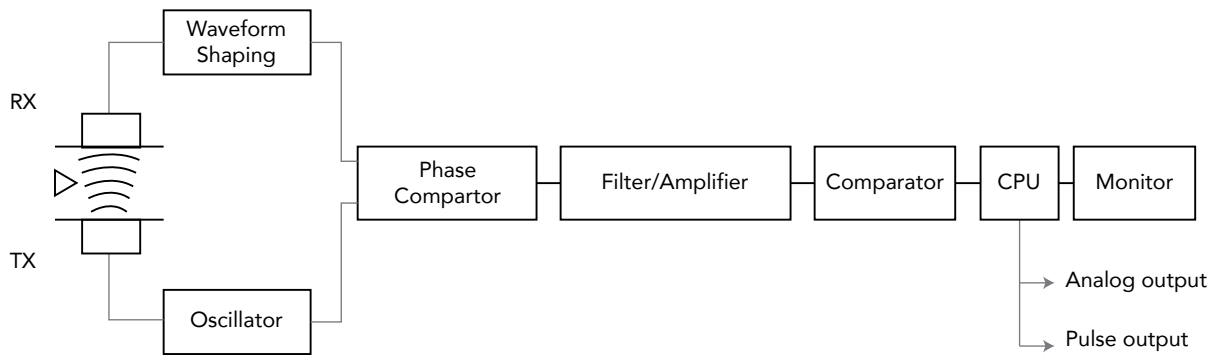 Waveform
Shaping
RX
Phase
Compartor
Filter/Amplifier
Comparator
CPU
Monitor
TX
Oscillator
Analog output
Pulse output